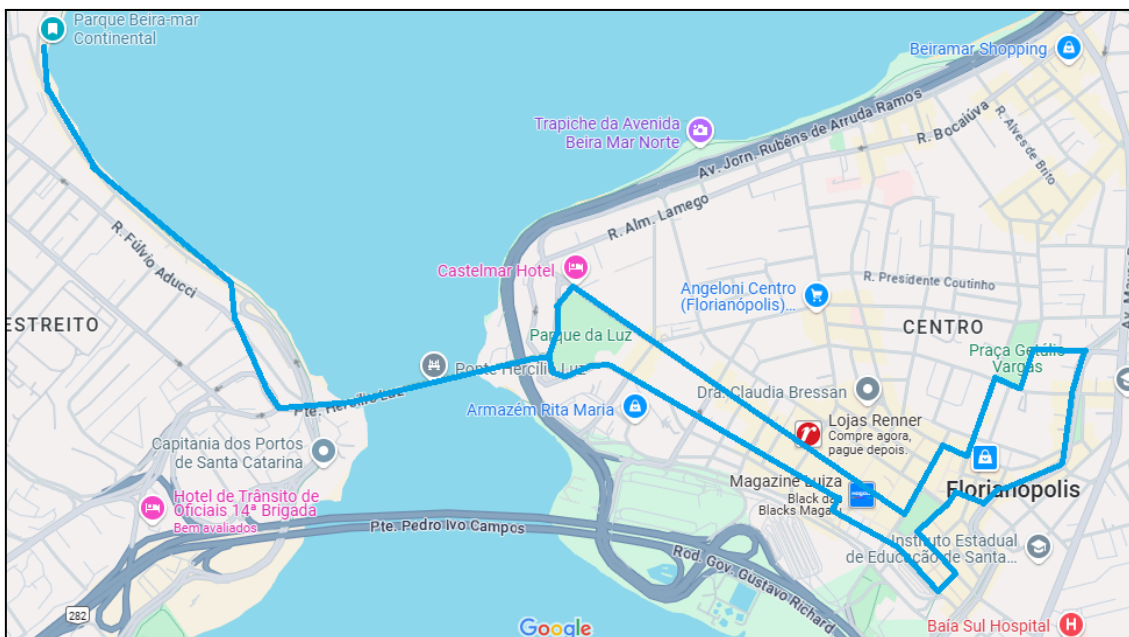 Parque Beira-mar
Continental
Beiramar Shopping
Trapiche da Avenida
Beira Mar Norte
Av. Jorn. Rubéns de Arruda Ramos
R. Bocaiúva
R. Alves de Brito
R. Fúlvio Aducci
R. Alm. Lamego
Castelmar Hotel
R. Presidente Coutinho
Angeloni Centro
(Florianópolis)...
ESTREITO
CENTRO
Parque da Luz
Praça Getúlio
Vargas
Ponte Hercílio Luz
Pte. Hercílio Luz
Dra. Claudia Bressan
Armazém Rita Maria
Lojas Renner
Compre agora,
pague depois.
Capitania dos Portos
de Santa Catarina
Magazine Luiza
Black das
Blacks Magalu
Florianópolis
Hotel de Trânsito de
Oficiais 14ª Brigada
Bem avaliados
Pte. Pedro Ivo Campos
Instituto Estadual
de Educação de Santa...
Rod. Gov. Gustavo Richard
282
Google
Baía Sul Hospital
H